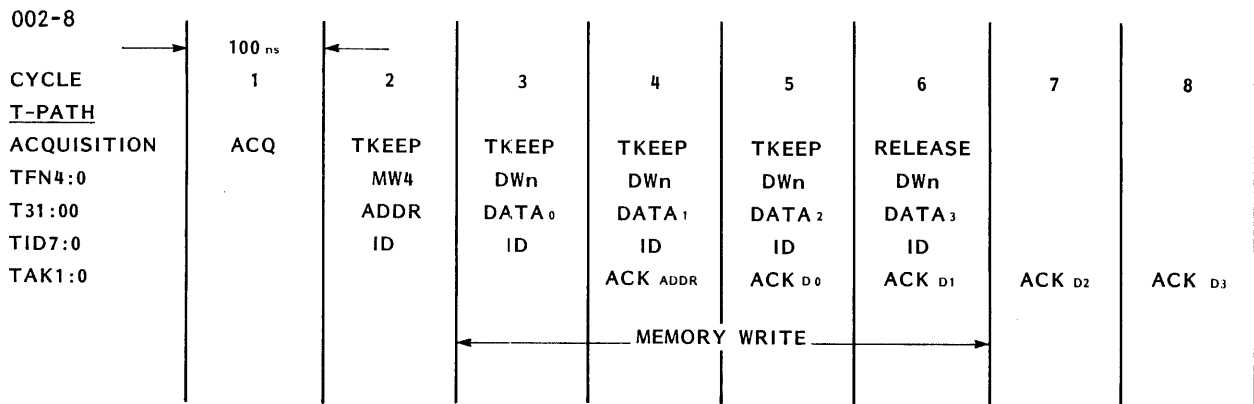 002-8
100 ns
CYCLE 1 2 3 4 5 6 7 8
T-PATH
ACQUISITION ACQ TKEEP TKEEP TKEEP TKEEP RELEASE
TFN4:0 MW4 DWn DWn DWn DWn
T31:00 ADDR DATA0 DATA1 DATA2 DATA3
TID7:0 ID ID ID ID ID
TAK1:0 ACK ADDR ACK D0 ACK D1 ACK D2 ACK D3
MEMORY WRITE